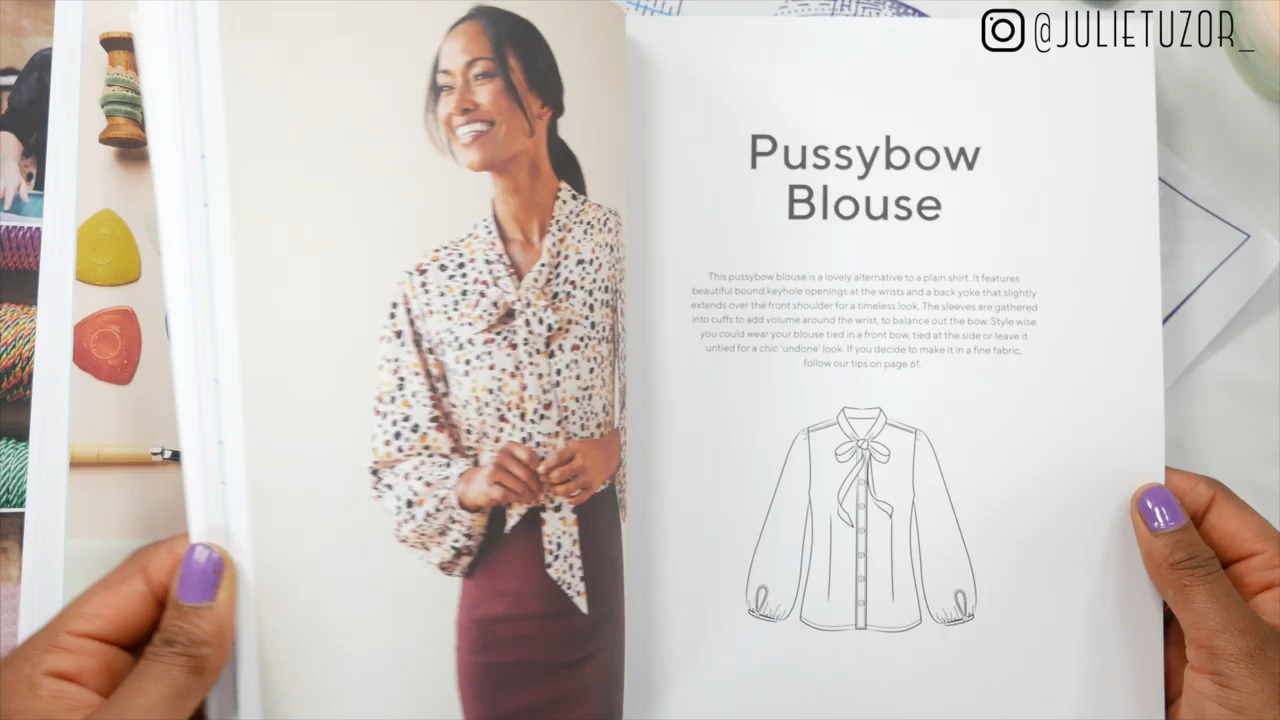 @JULIETUZOR_
Pussybow
Blouse
This pussybow blouse is a lovely alternative to a plain shirt. It features
beautiful bound keyhole openings at the wrists and a back yoke that slightly
extends over the front shoulder for a timeless look. The sleeves are gathered
into cuffs to add volume around the wrist, to balance out the bow. Style wise
you could wear your blouse tied in a front bow, tied at the side or leave it
untied for a chic 'undone' look. If you decide to make it in a fine fabric,
follow our tips on page 61.